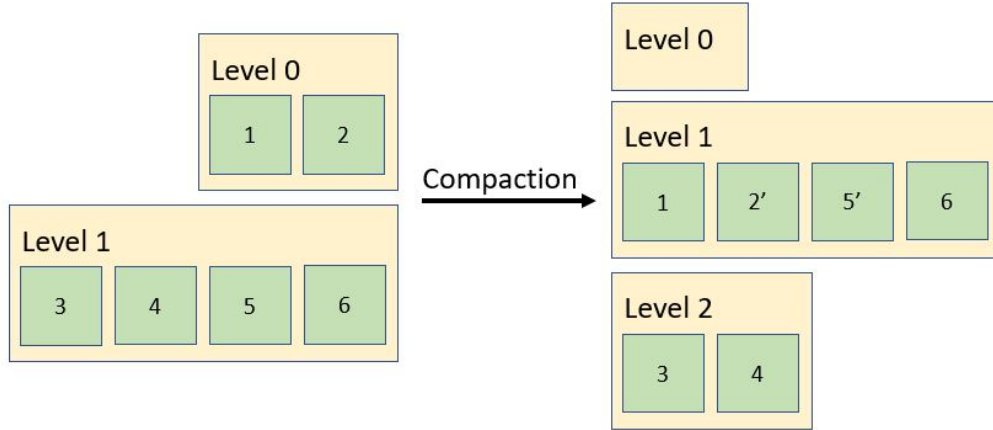 Level 0
1 2
Level 1
3 4 5 6
Compaction
Level 0
Level 1
1 2’ 5’ 6
Level 2
3 4